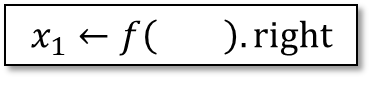 x₁ ← f(    ).right